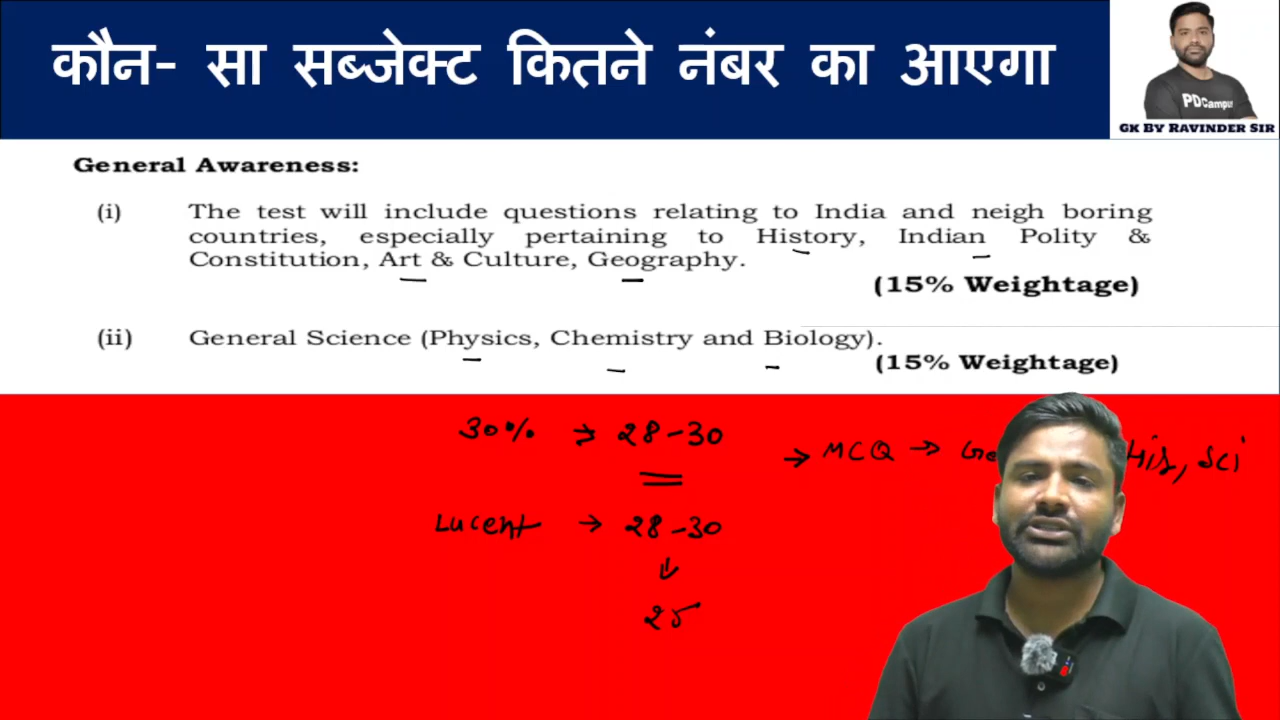 कौन- सा सब्जेक्ट कितने नंबर का आएगा
PDCampus
GK BY RAVINDER SIR
General Awareness:
(i) The test will include questions relating to India and neigh boring
countries, especially pertaining to History, Indian Polity &
Constitution, Art & Culture, Geography.
(15% Weightage)
(ii) General Science (Physics, Chemistry and Biology).
(15% Weightage)
30% → 28-30
→ MCQ → His, Sci
Lucent → 28-30
↓
25